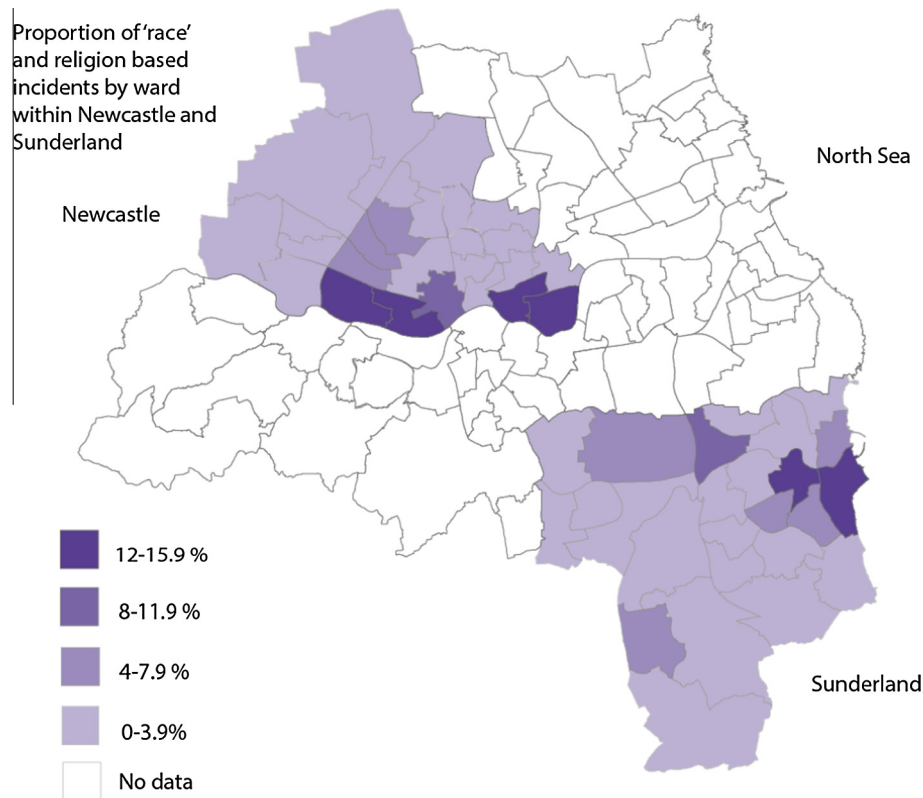 Proportion of ‘race’
and religion based
incidents by ward
within Newcastle and
Sunderland
North Sea
Newcastle
12-15.9 %
8-11.9 %
4-7.9 %
Sunderland
0-3.9%
No data